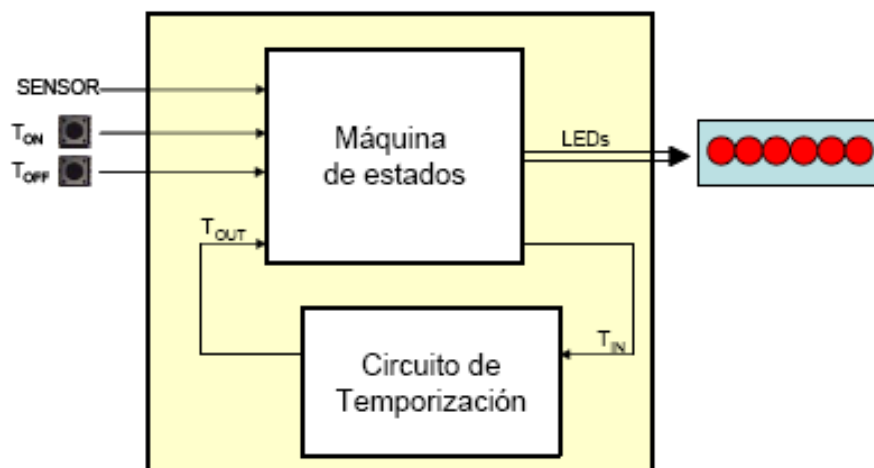 SENSOR
T_ON
T_OFF
Máquina
de estados
LEDs
T_OUT
T_IN
Circuito de
Temporización